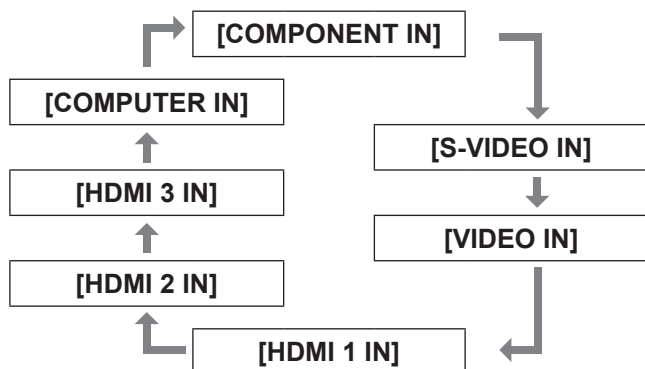 [COMPONENT IN]
[COMPUTER IN]
[S-VIDEO IN]
[HDMI 3 IN]
[VIDEO IN]
[HDMI 2 IN]
[HDMI 1 IN]